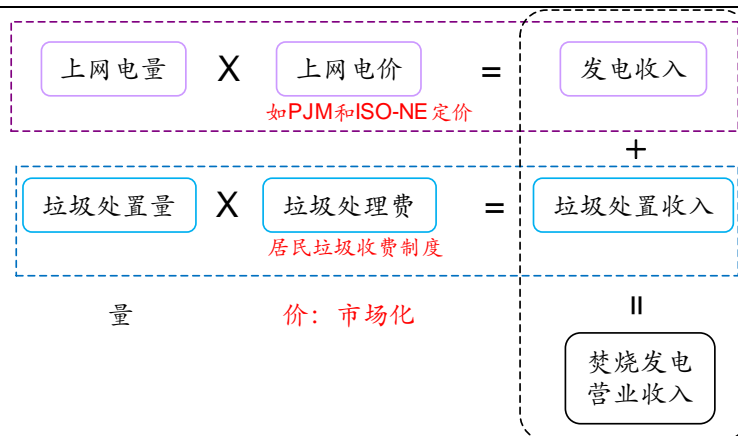 上网电量 X 上网电价 = 发电收入
如PJM和ISO-NE定价
+
垃圾处置量 X 垃圾处理费 = 垃圾处置收入
居民垃圾收费制度
量 价：市场化 =
焚烧发电
营业收入